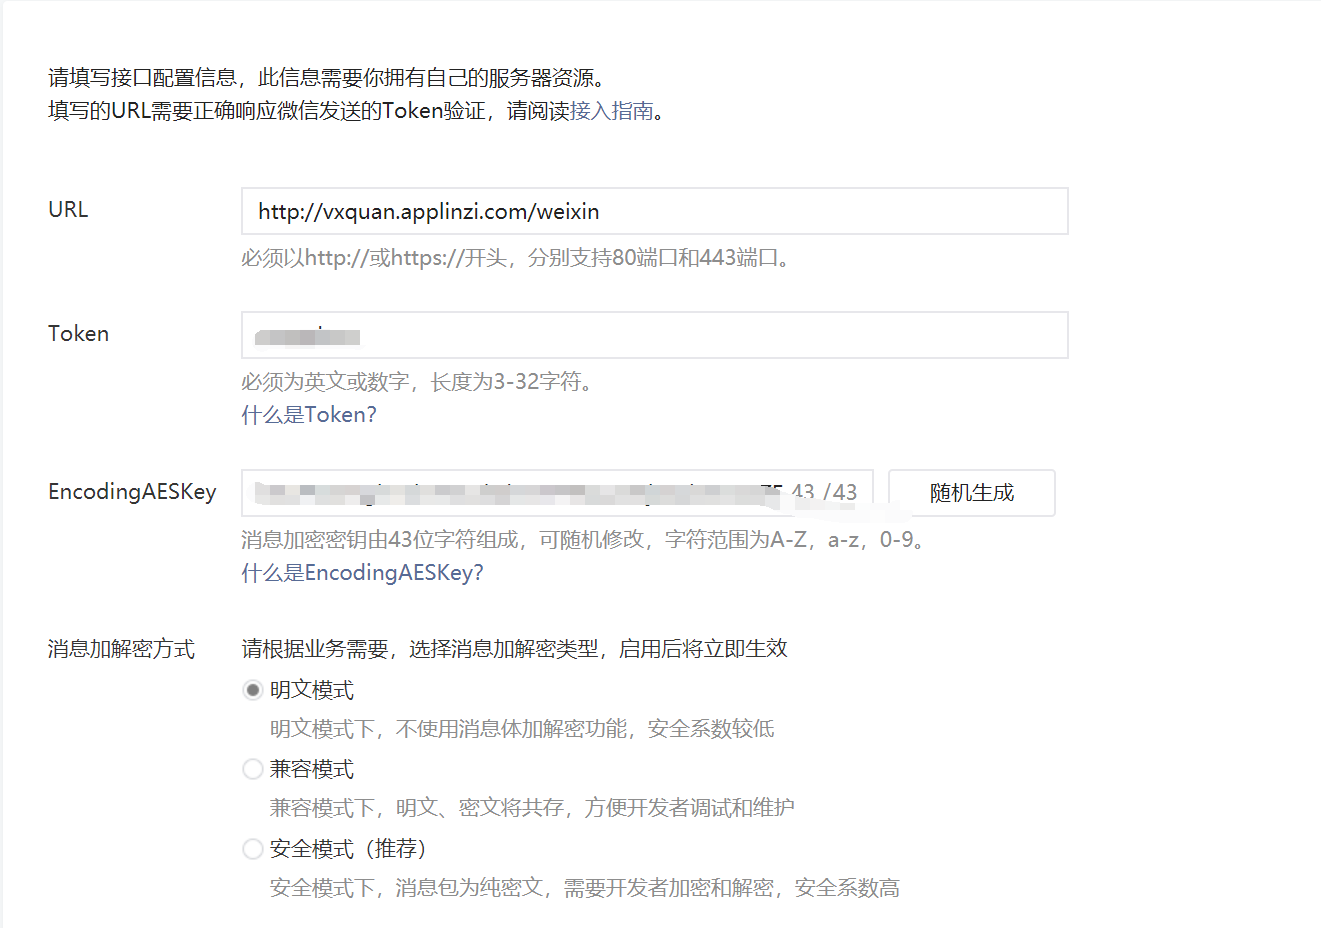 请填写接口配置信息，此信息需要你拥有自己的服务器资源。
填写的URL需要正确响应微信发送的Token验证，请阅读接入指南。
URL
http://vxquan.applinzi.com/weixin
必须以http://或https://开头，分别支持80端口和443端口。
Token
必须为英文或数字，长度为3-32字符。
什么是Token？
EncodingAESKey
43 /43
随机生成
消息加密密钥由43位字符组成，可随机修改，字符范围为A-Z，a-z，0-9。
什么是EncodingAESKey？
消息加解密方式
请根据业务需要，选择消息加解密类型，启用后将立即生效
明文模式
明文模式下，不使用消息体加解密功能，安全系数较低
兼容模式
兼容模式下，明文、密文将共存，方便开发者调试和维护
安全模式（推荐）
安全模式下，消息包为纯密文，需要开发者加密和解密，安全系数高